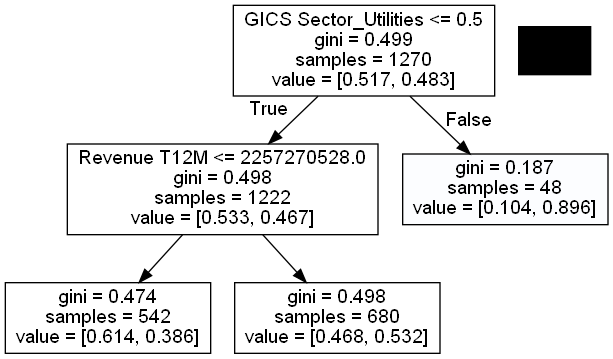 GICS Sector_Utilities <= 0.5
gini = 0.499
samples = 1270
value = [0.517, 0.483]
True
False
Revenue T12M <= 2257270528.0
gini = 0.498
samples = 1222
value = [0.533, 0.467]
gini = 0.187
samples = 48
value = [0.104, 0.896]
gini = 0.474
samples = 542
value = [0.614, 0.386]
gini = 0.498
samples = 680
value = [0.468, 0.532]